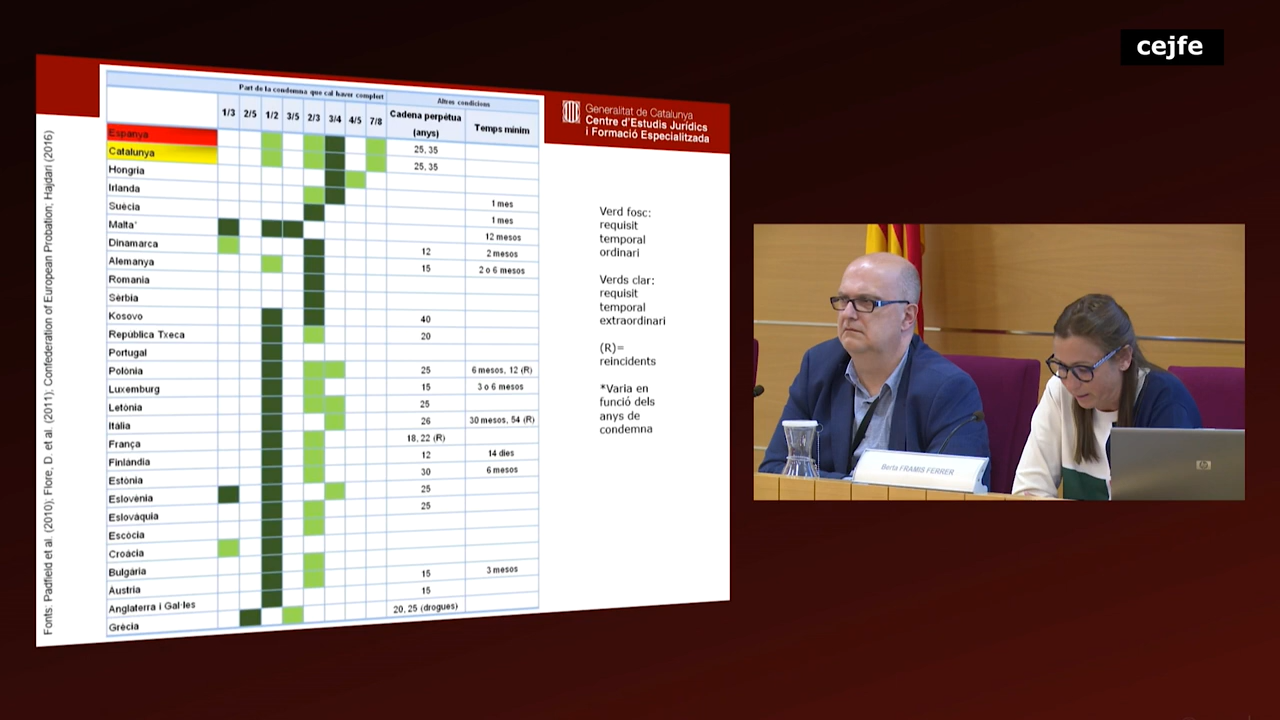 cejfe
Part de la condemna que cal haver complert
Altres condicions
1/3 2/5 1/2 3/5 2/3 3/4 4/5 7/8 Cadena perpètua (anys) Temps mínim
Espanya 25, 35
Catalunya 25, 35
Hongria
Irlanda 1 mes
Suècia 1 mes
Malta* 12 mesos
Dinamarca 12 2 mesos
Alemanya 15 2 o 6 mesos
Romania
Sèrbia
Kosovo 40
República Txeca 20
Portugal
Polònia 25 6 mesos, 12 (R)
Luxemburg 15 3 o 6 mesos
Letònia 25
Itàlia 26 30 mesos, 54 (R)
França 18, 22 (R)
Finlàndia 12 14 dies
Estònia 30 6 mesos
Eslovènia 25
Eslovàquia 25
Escòcia
Croàcia
Bulgària 15 3 mesos
Àustria 15
Anglaterra i Gal·les 20, 25 (drogues)
Grècia
Generalitat de Catalunya
Centre d'Estudis Jurídics
i Formació Especialitzada
Verd fosc:
requisit
temporal
ordinari
Verds clar:
requisit
temporal
extraordinari
(R)=
reincidents
*Varia en
funció dels
anys de
condemna
Fonts: Padfield et al. (2010); Flore, D. et al. (2011); Confederation of European Probation; Hajdari (2016)
Berta FRAMIS FERRER
hp